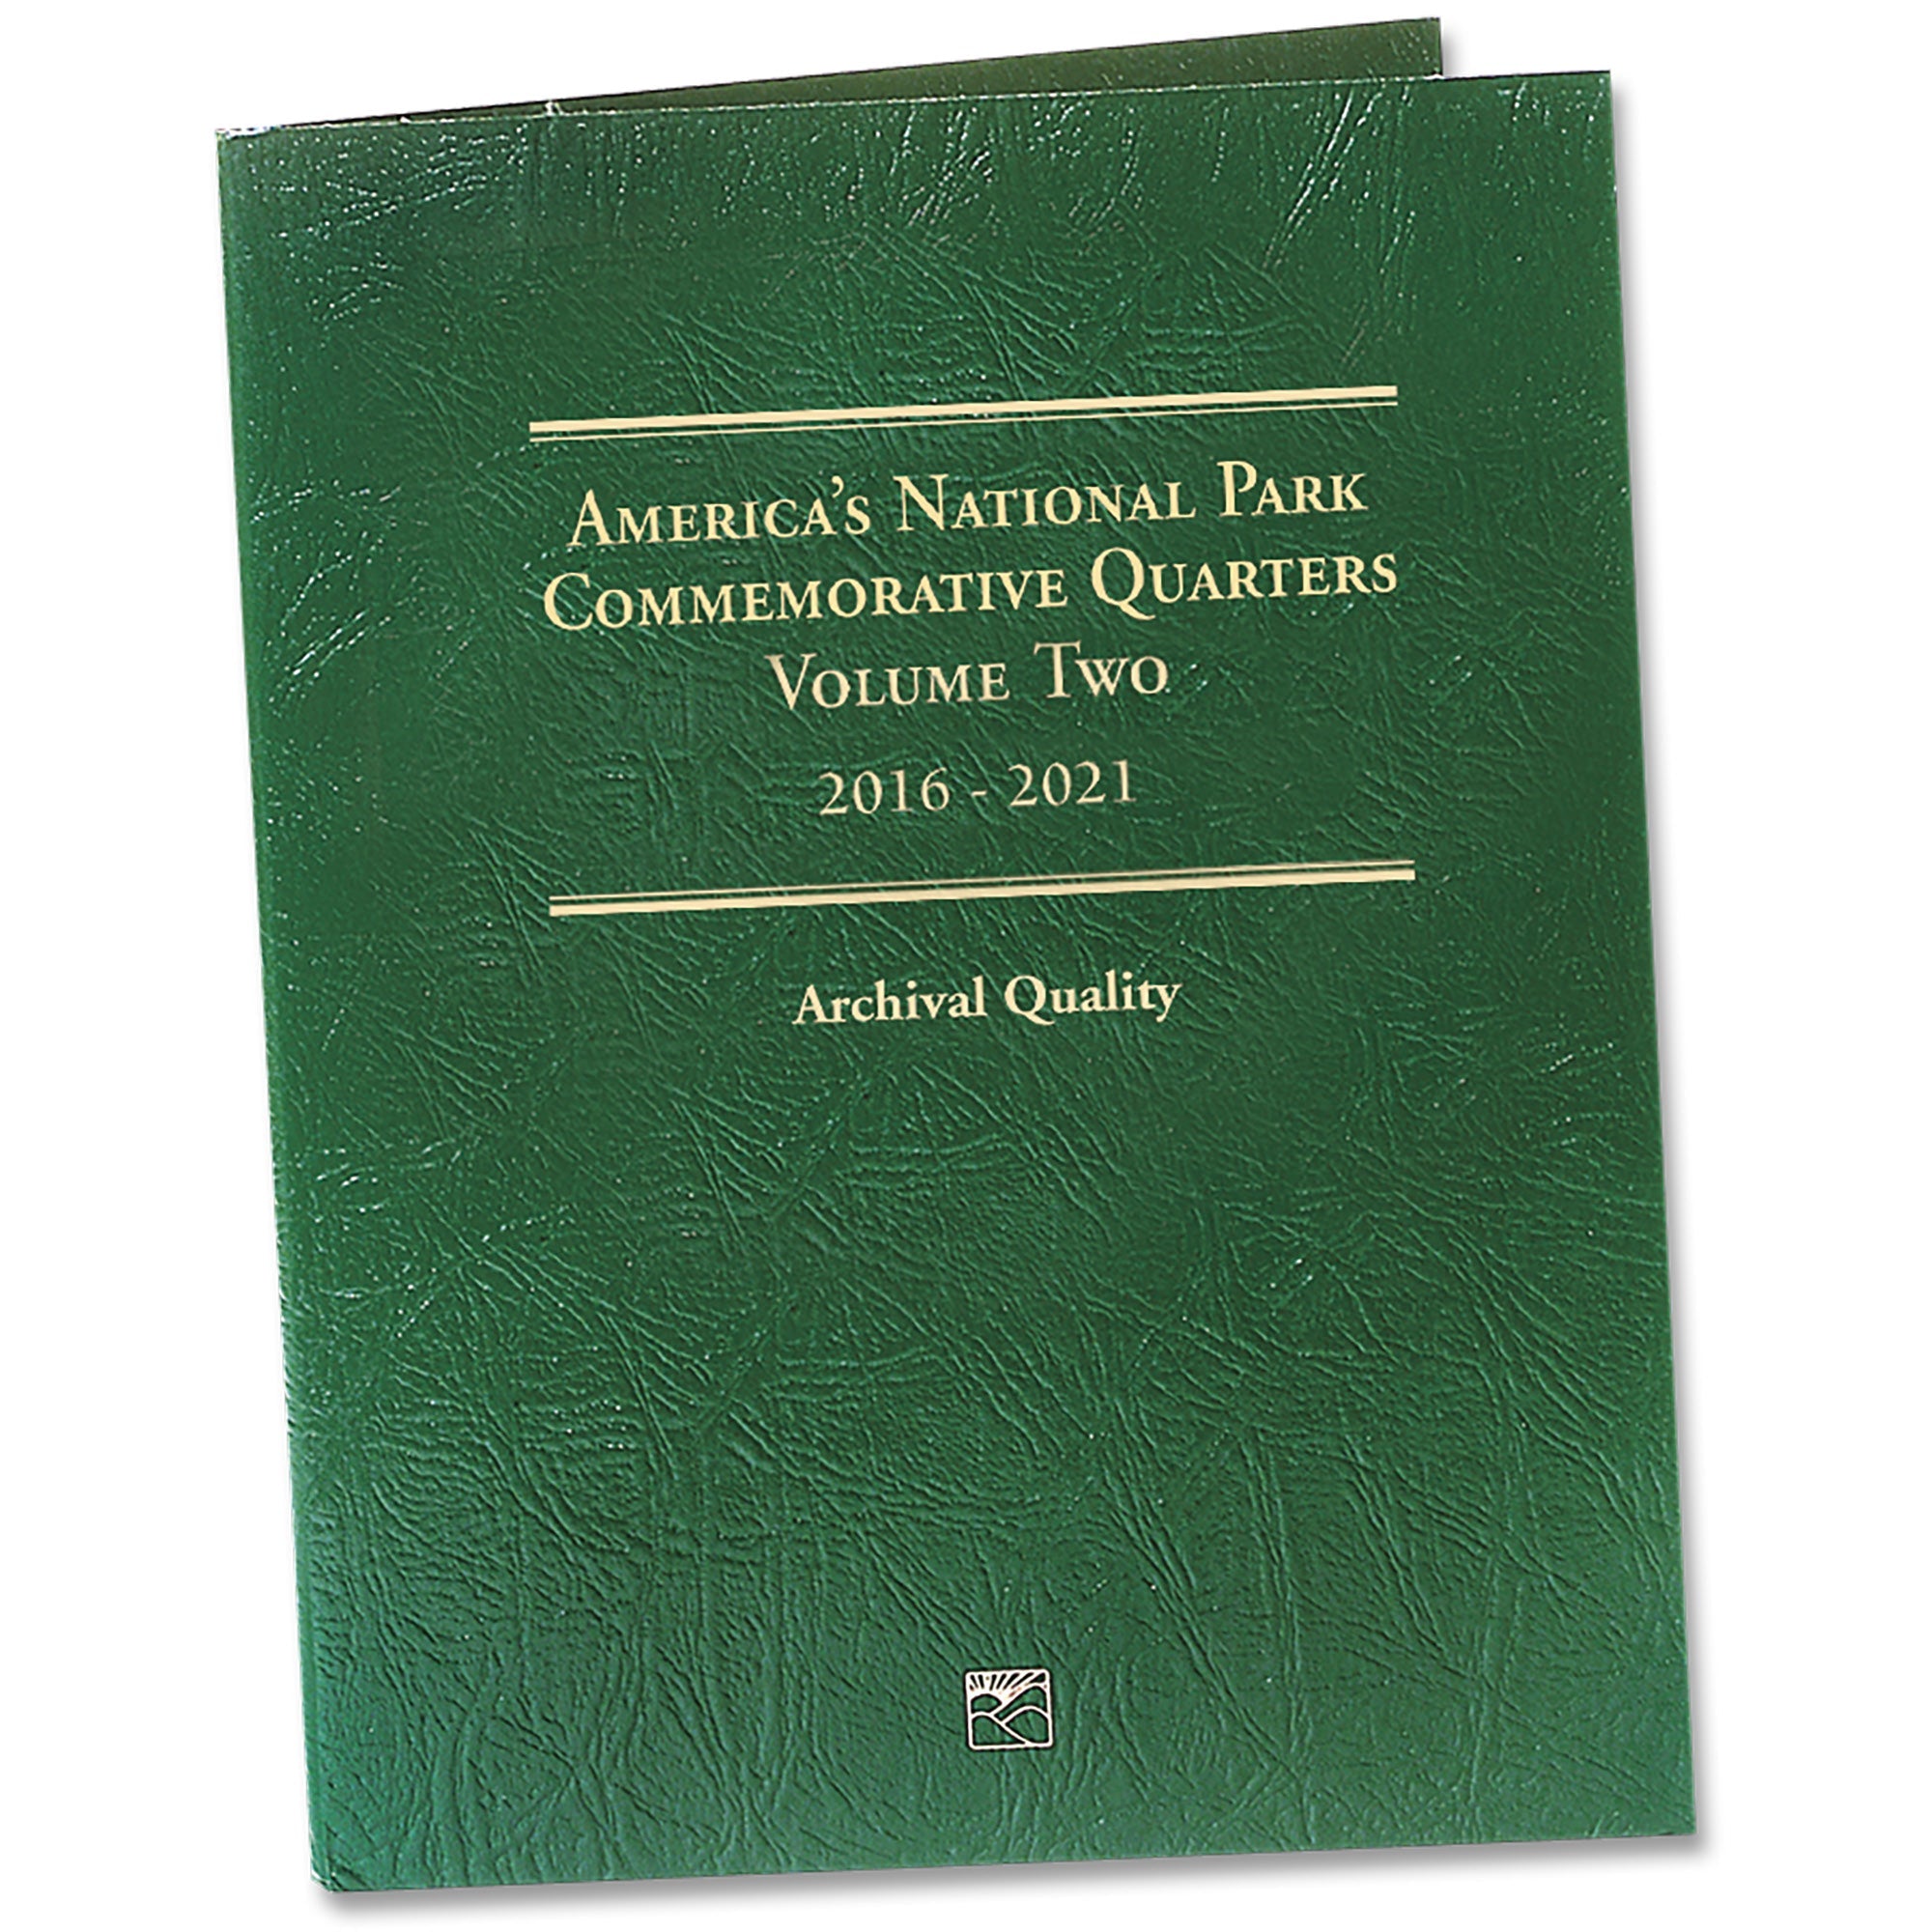 America's National Park
Commemorative Quarters
Volume Two
2016 - 2021
Archival Quality